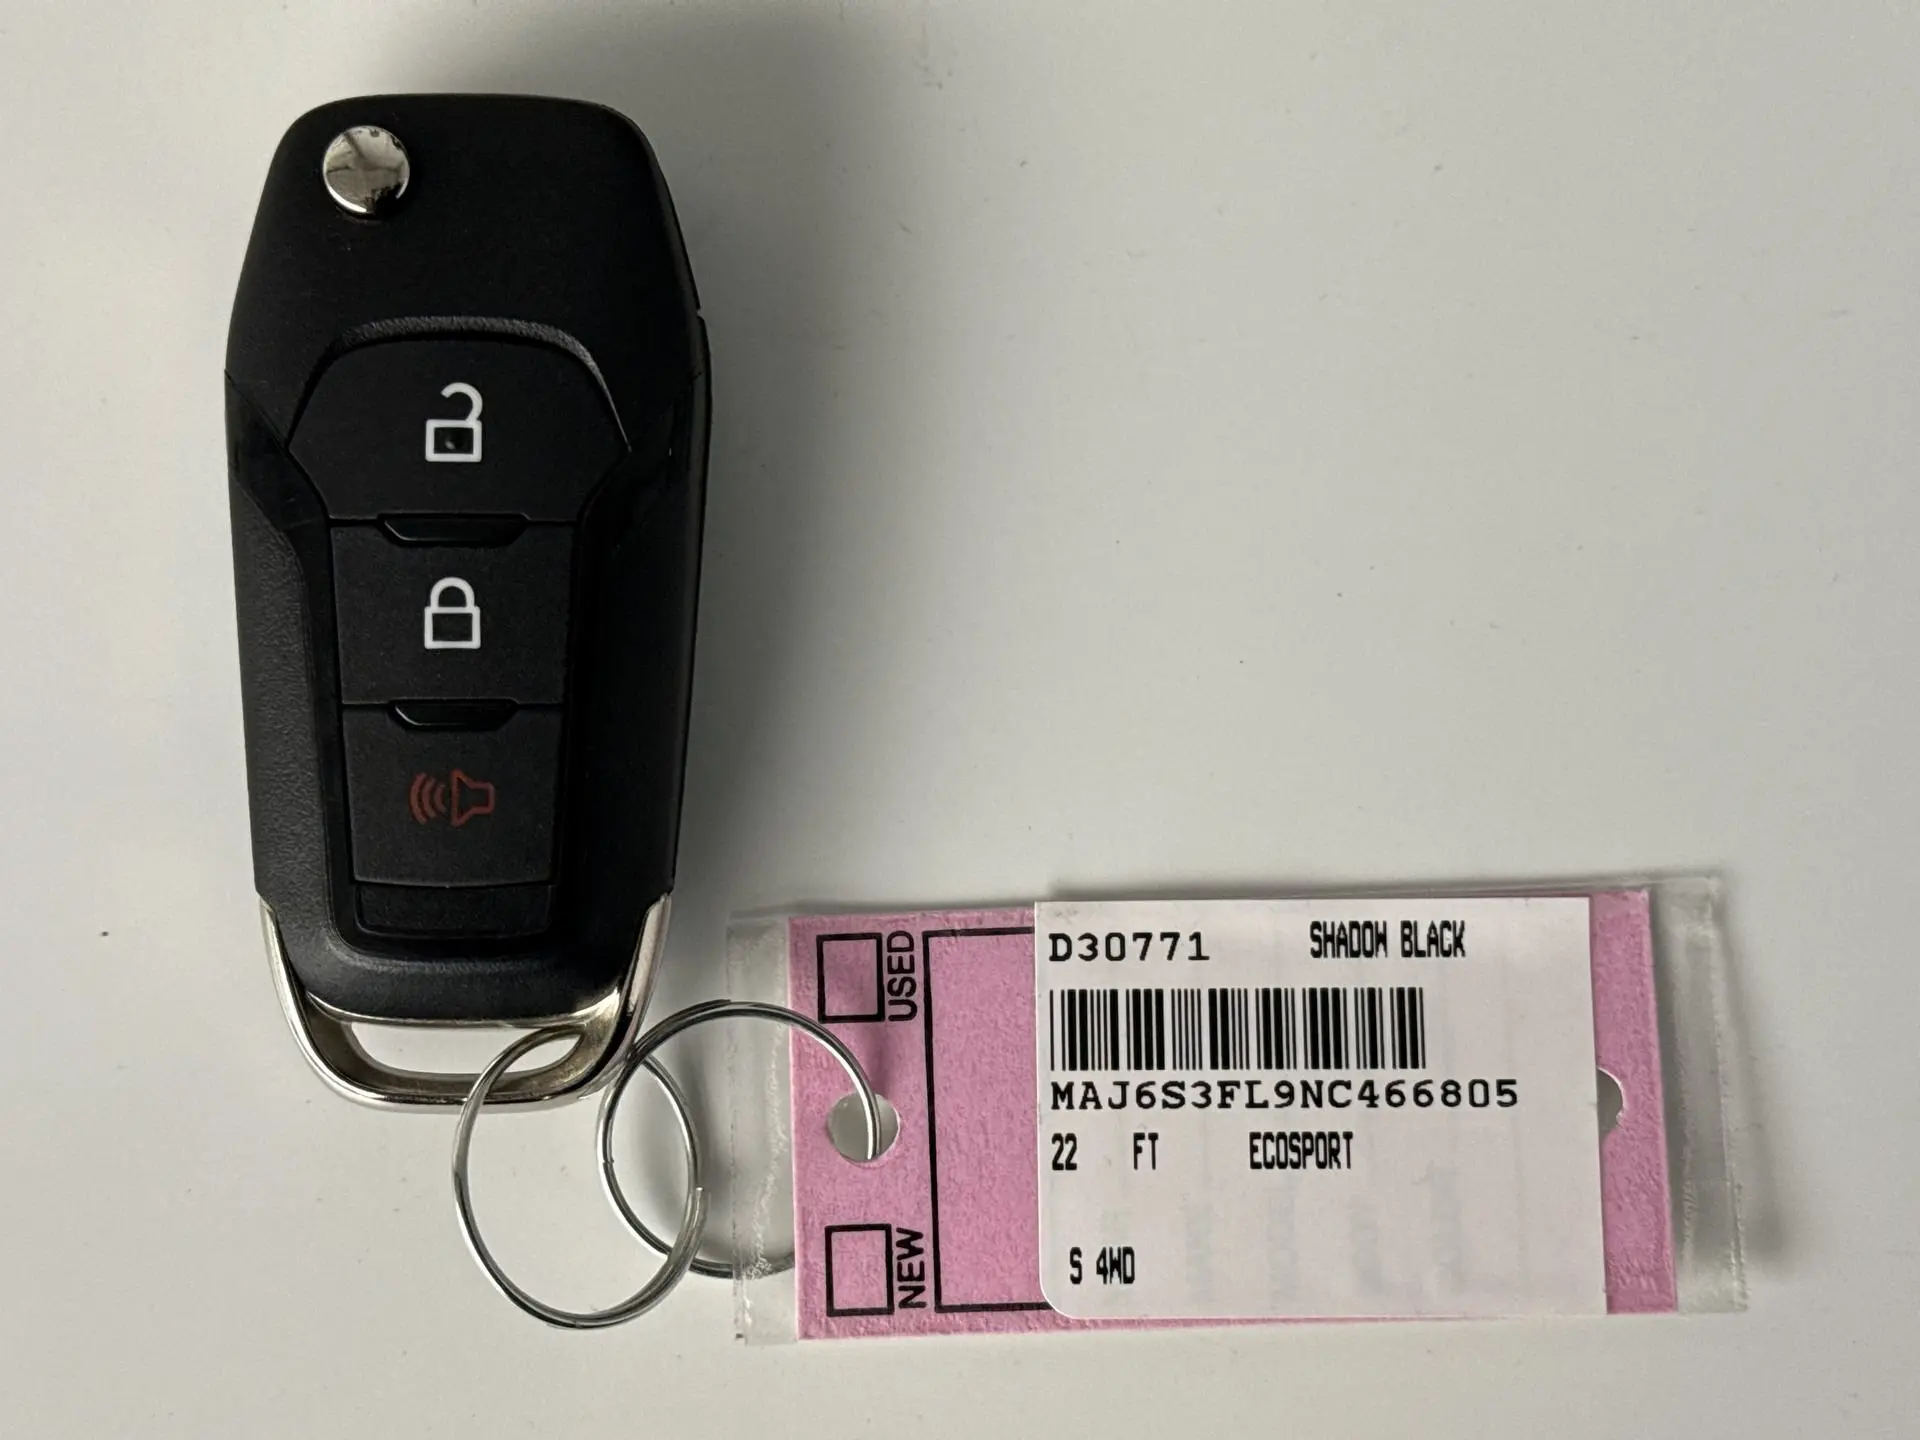 USED
NEW
D30771 SHADOW BLACK
MAJ6S3FL9NC466805
22 FT ECOSPORT
S 4WD